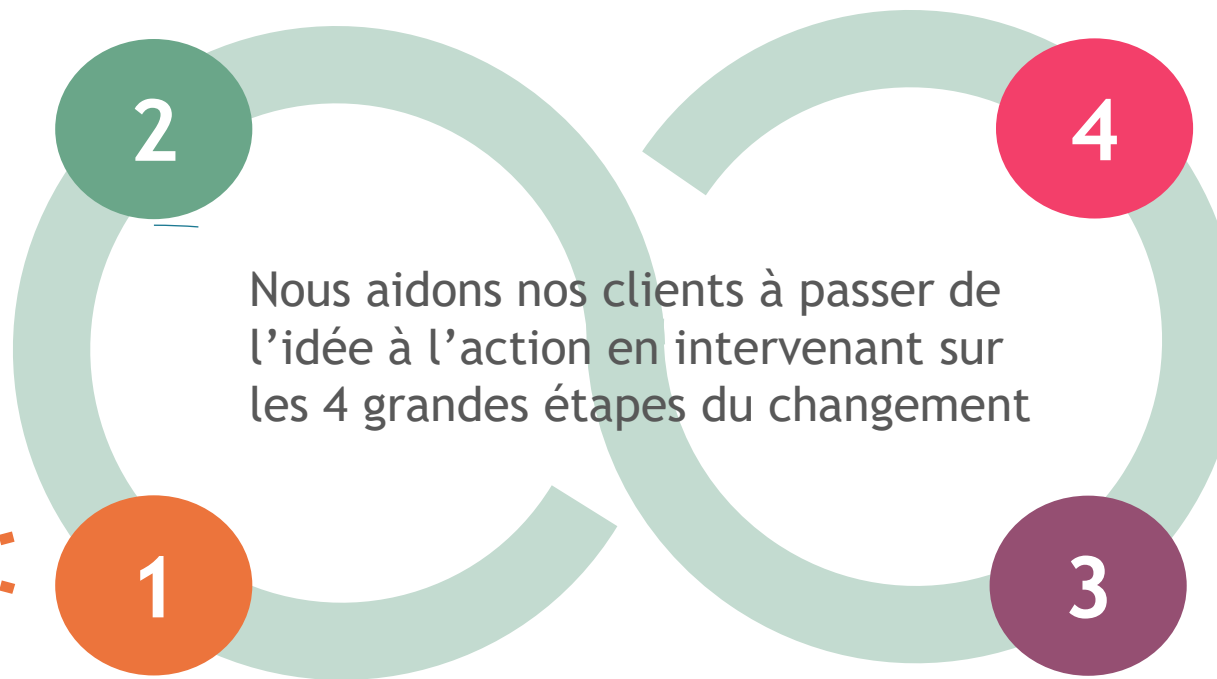 2
4
Nous aidons nos clients à passer de
l’idée à l’action en intervenant sur
les 4 grandes étapes du changement
1
3